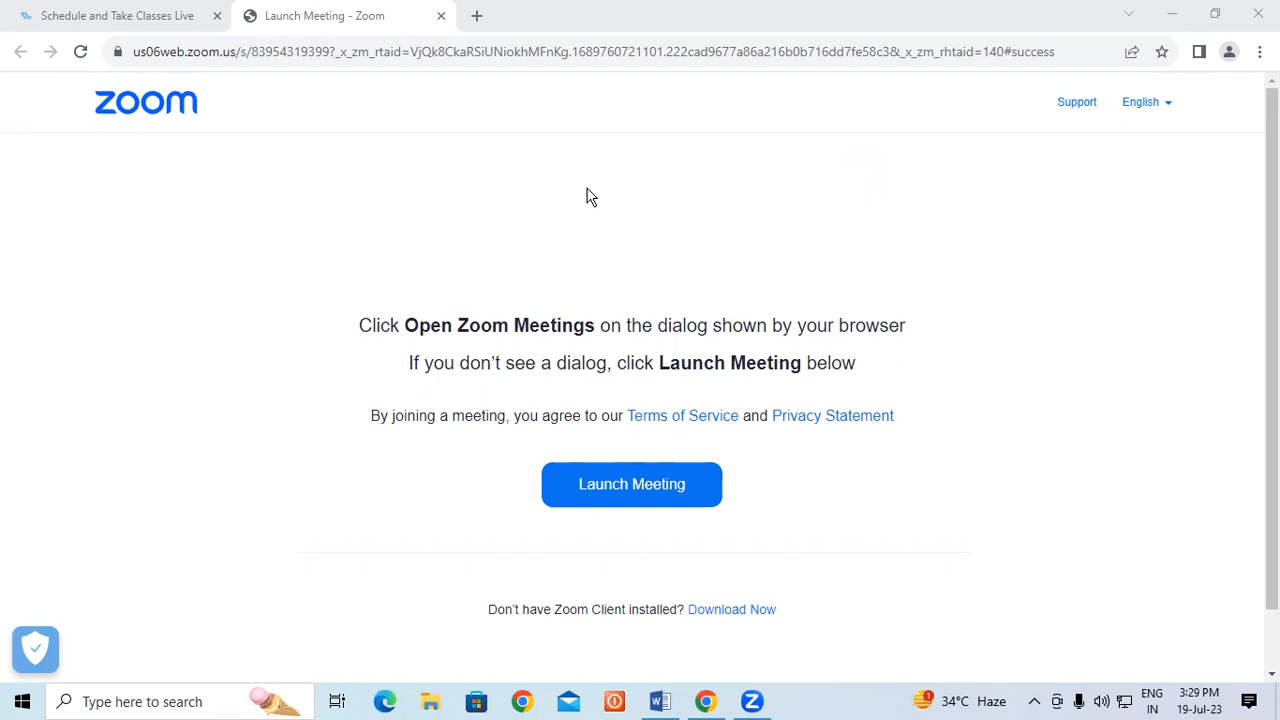 Schedule and Take Classes Live
Launch Meeting - Zoom
us06web.zoom.us/s/83954319399?_x_zm_rtaid=VjQk8CkaRSiUNiokhMFnKg.1689760721101.222cad9677a86a216b0b716dd7fe58c3&_x_zm_rhtaid=140#success
zoom
Support
English
Click Open Zoom Meetings on the dialog shown by your browser
If you don’t see a dialog, click Launch Meeting below
By joining a meeting, you agree to our Terms of Service and Privacy Statement
Launch Meeting
Don’t have Zoom Client installed? Download Now
Type here to search
1
34°C Haze
ENG
IN
3:29 PM
19-Jul-23